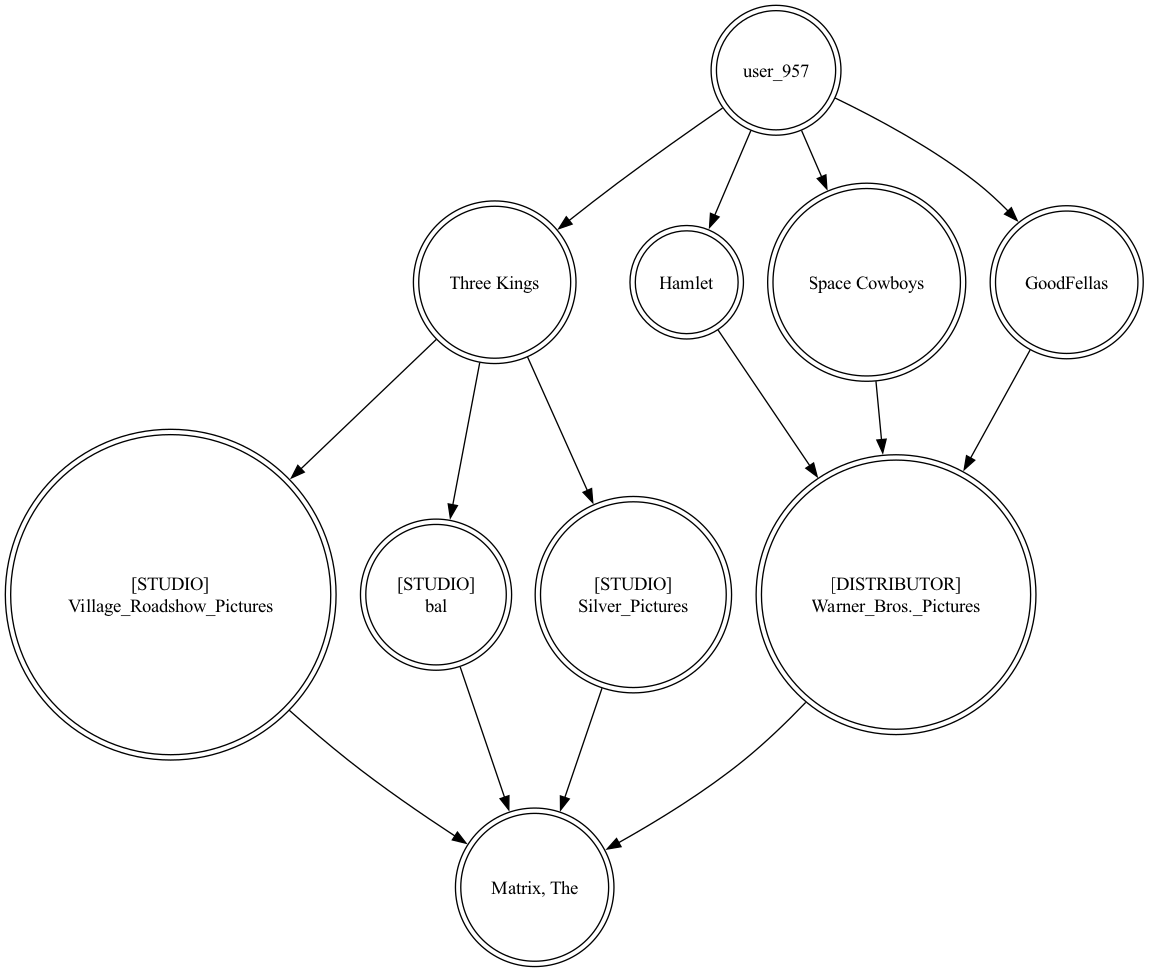 user_957
Three Kings
Hamlet
Space Cowboys
GoodFellas
[STUDIO]
Village_Roadshow_Pictures
[STUDIO]
bal
[STUDIO]
Silver_Pictures
[DISTRIBUTOR]
Warner_Bros._Pictures
Matrix, The